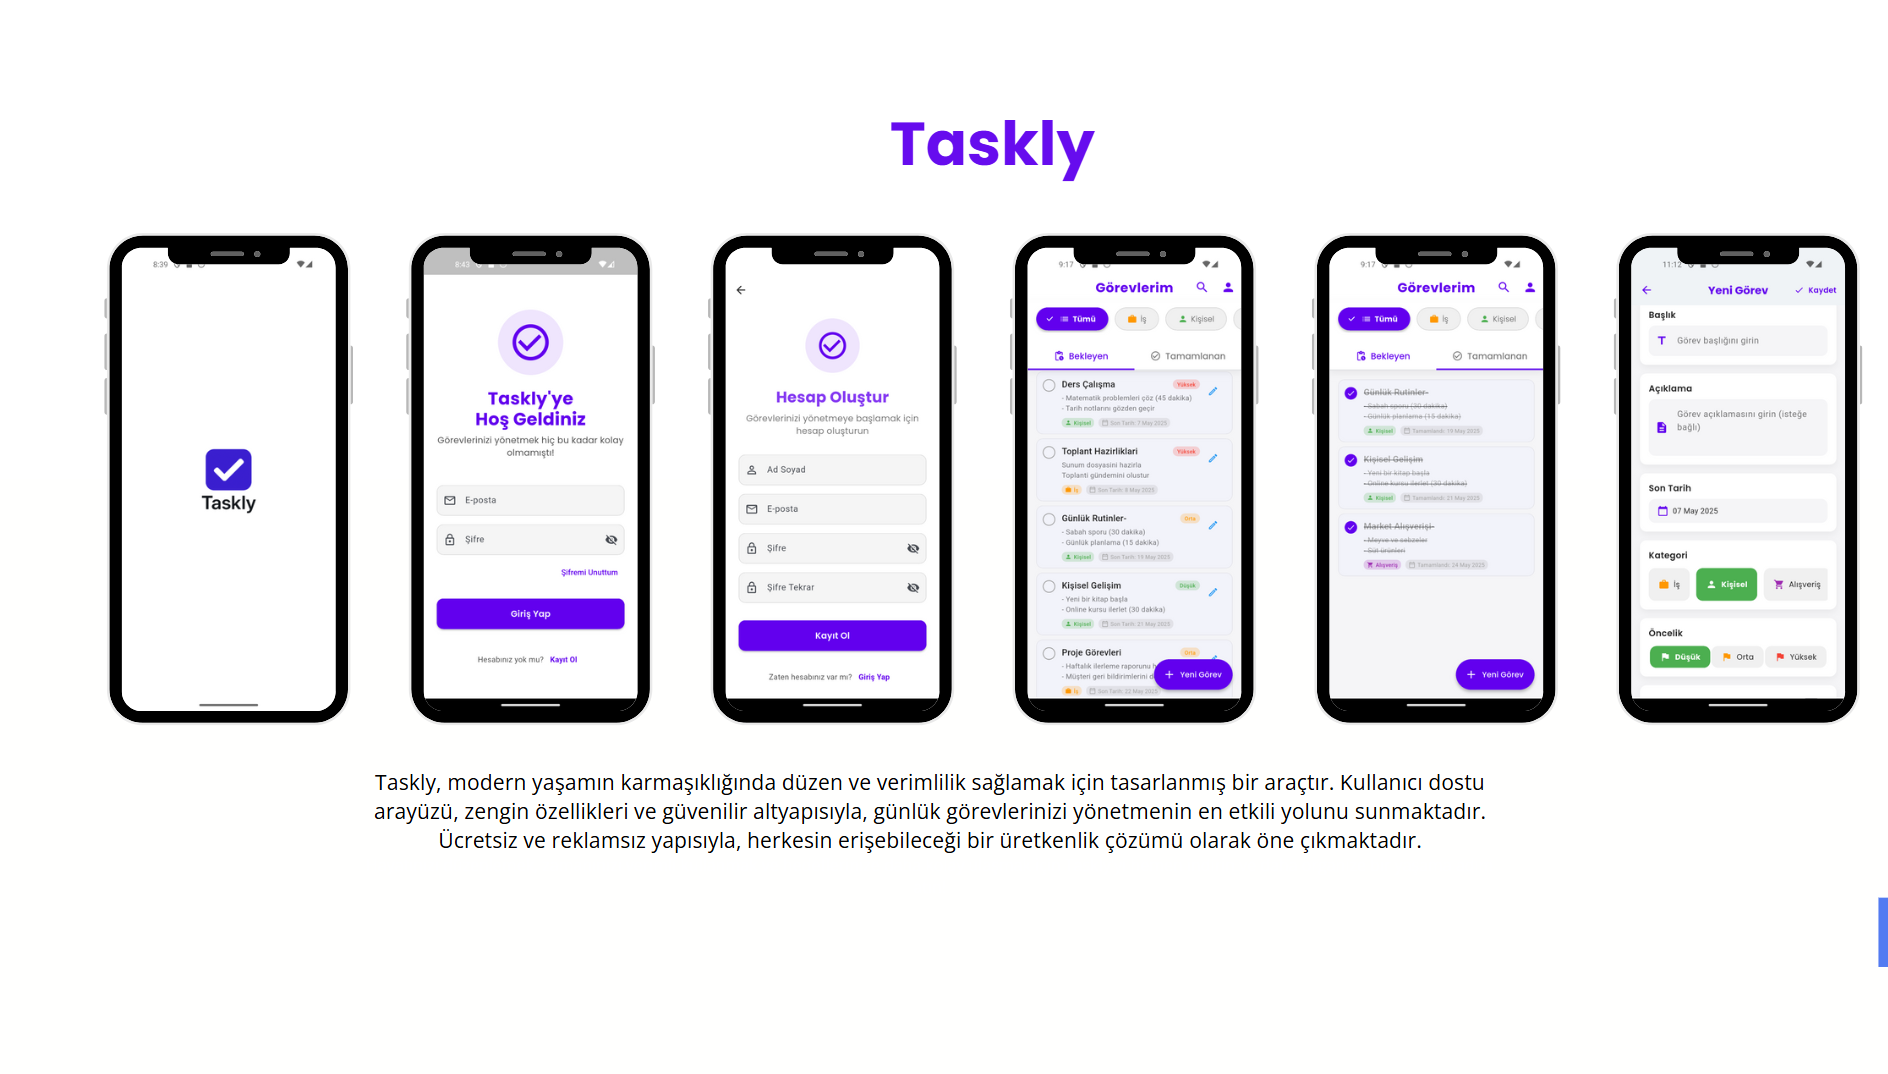 Taskly
8:39
Taskly
8:43
Taskly'ye
Hoş Geldiniz
Görevlerinizi yönetmek hiç bu kadar kolay
olmamıştı!
E-posta
Şifre
Şifremi Unuttum
Giriş Yap
Hesabınız yok mu? Kayıt Ol
Hesap Oluştur
Görevlerinizi yönetmeye başlamak için
hesap oluşturun
Ad Soyad
E-posta
Şifre
Şifre Tekrar
Kayıt Ol
Zaten hesabınız var mı? Giriş Yap
9:17
Görevlerim
Tümü İş Kişisel
Bekleyen Tamamlanan
Ders Çalışma Yüksek
- Matematik problemleri çöz (45 dakika)
- Tarih notlarını gözden geçir
Kişisel Son Tarih: 7 May 2025
Toplant Hazirliklari Yüksek
Sunum dosyasini hazirla
Toplanti gündemini olustur
İş Son Tarih: 8 May 2025
Günlük Rutinler- Orta
- Sabah sporu (30 dakika)
- Günlük planlama (15 dakika)
Kişisel Son Tarih: 19 May 2025
Kişisel Gelişim Düşük
- Yeni bir kitap başla
- Online kursu ilerlet (30 dakika)
Kişisel Son Tarih: 21 May 2025
Proje Görevleri Orta
- Haftalık ilerleme raporunu
- Müşteri geri bildirimlerini
İş Son Tarih: 22 May 2025
+ Yeni Görev
9:17
Görevlerim
Tümü İş Kişisel
Bekleyen Tamamlanan
Günlük Rutinler-
- Sabah sporu (30 dakika)
- Günlük planlama (15 dakika)
Kişisel Tamamlandı: 19 May 2025
Kişisel Gelişim
- Yeni bir kitap başla
- Online kursu ilerlet (30 dakika)
Kişisel Tamamlandı: 21 May 2025
Market Alışverişi-
- Meyve ve sebzeler
- Süt ürünleri
Alışveriş Tamamlandı: 24 May 2025
+ Yeni Görev
11:12
Yeni Görev Kaydet
Başlık
Görev başlığını girin
Açıklama
Görev açıklamasını girin (isteğe
bağlı)
Son Tarih
07 May 2025
Kategori
İş Kişisel Alışveriş
Öncelik
Düşük Orta Yüksek
Taskly, modern yaşamın karmaşıklığında düzen ve verimlilik sağlamak için tasarlanmış bir araçtır. Kullanıcı dostu
arayüzü, zengin özellikleri ve güvenilir altyapısıyla, günlük görevlerinizi yönetmenin en etkili yolunu sunmaktadır.
Ücretsiz ve reklamsız yapısıyla, herkesin erişebileceği bir üretkenlik çözümü olarak öne çıkmaktadır.